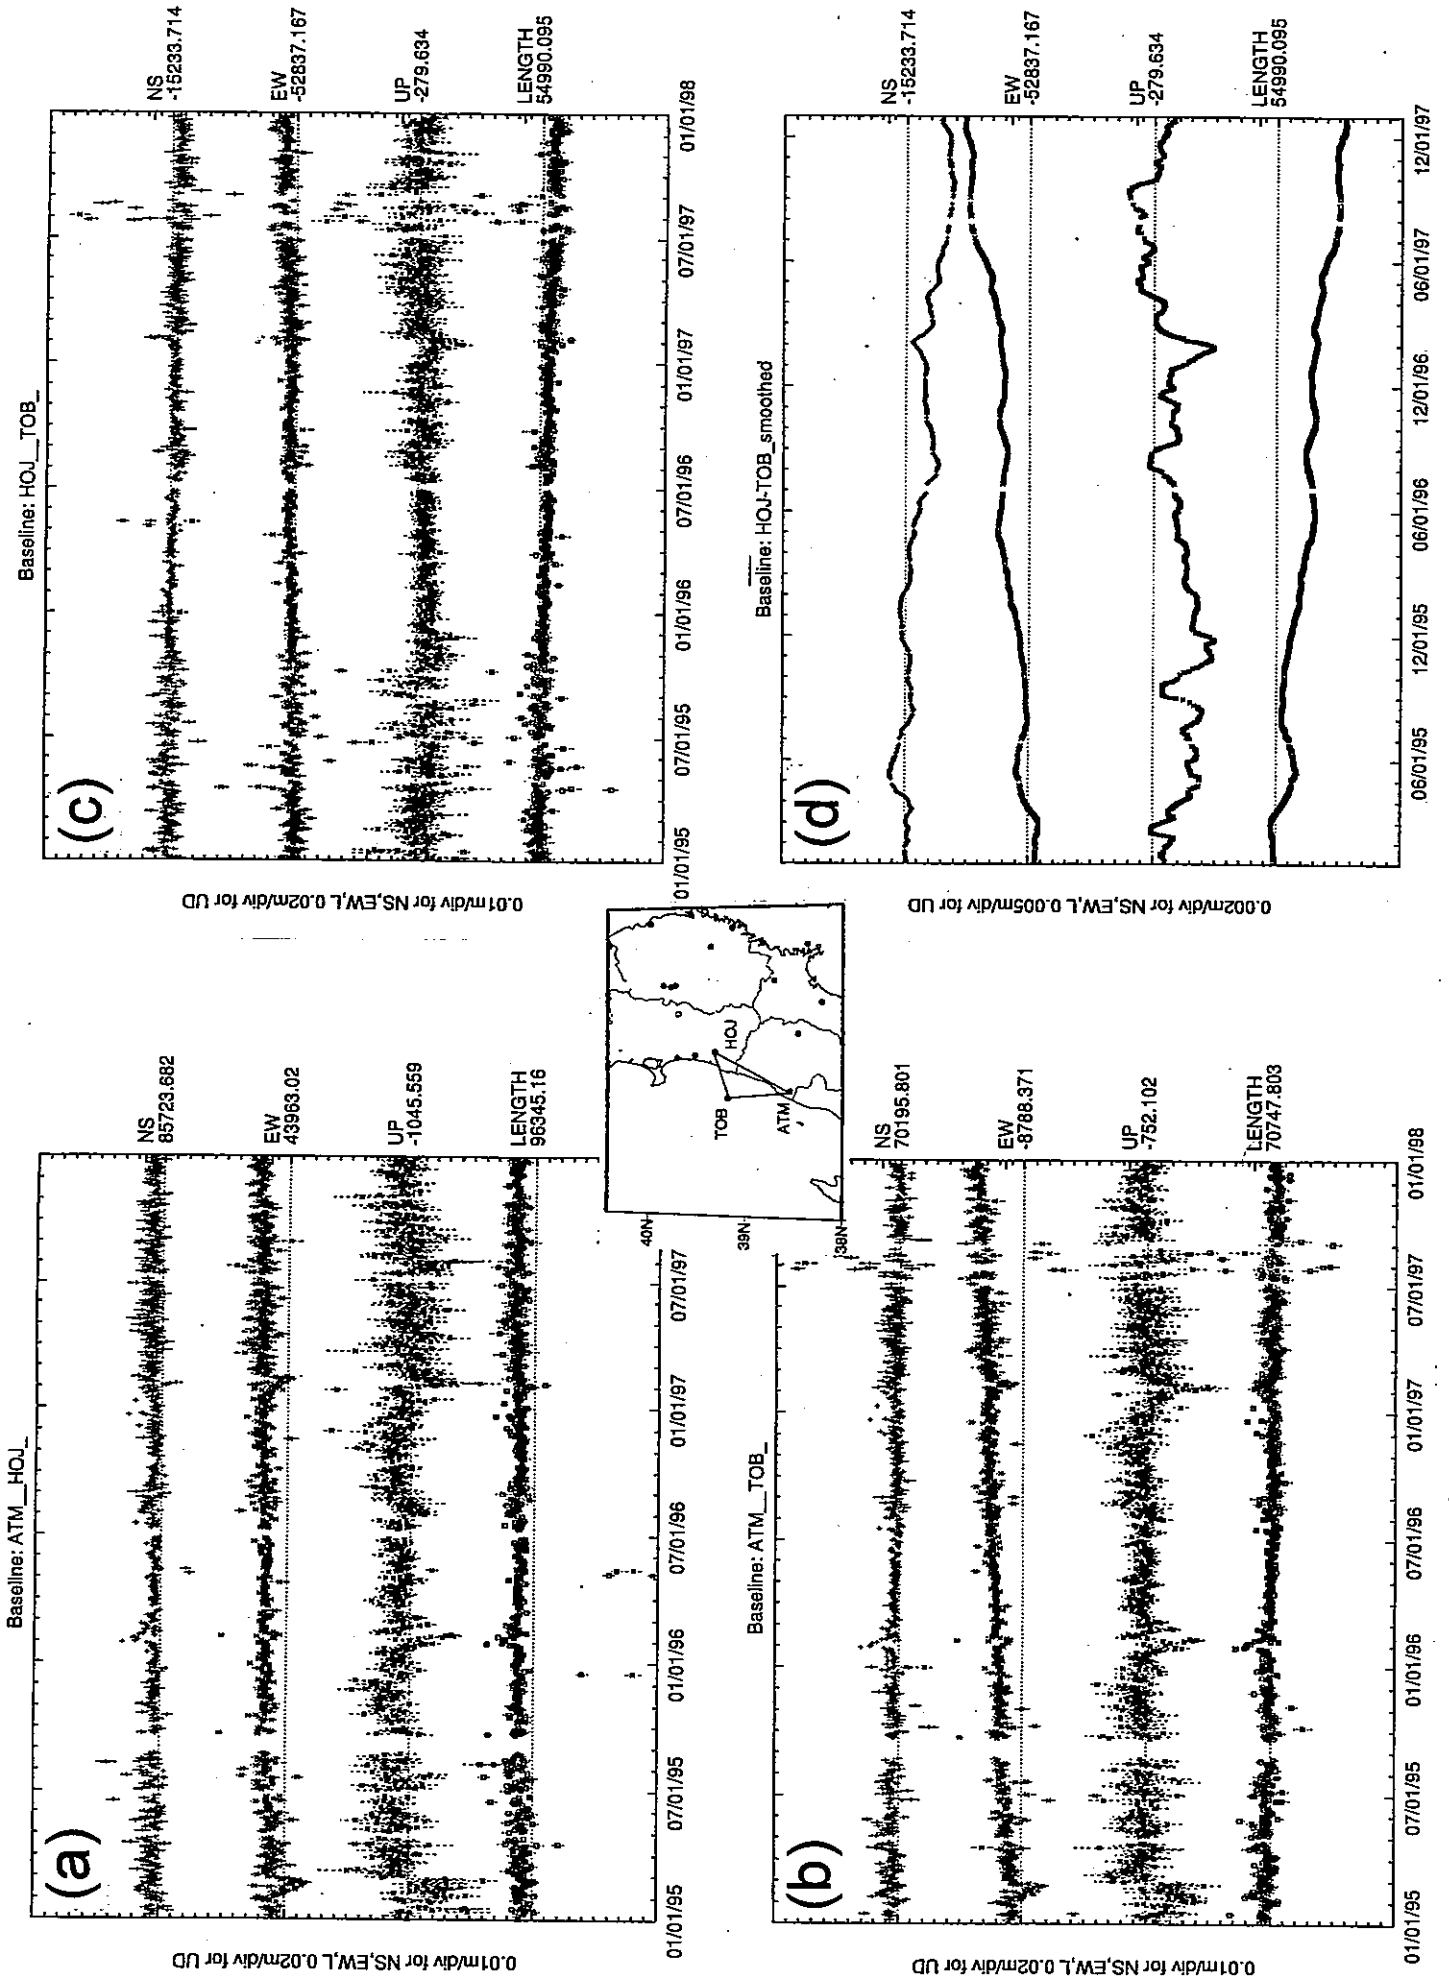 (a)
Baseline: ATM__HOJ_
0.01m/div for NS,EW,L 0.02m/div for UD
NS
85723.682
EW
43963.02
UP
-1045.559
LENGTH
96345.16
01/01/95
07/01/95
01/01/96
07/01/96
01/01/97
07/01/97
(b)
Baseline: ATM__TOB_
0.01m/div for NS,EW,L 0.02m/div for UD
NS
70195.801
EW
-8788.371
UP
-752.102
LENGTH
70747.803
01/01/95
07/01/95
01/01/96
07/01/96
01/01/97
07/01/97
01/01/98
40N
39N
38N
TOB
HOJ
ATM
(c)
Baseline: HOJ__TOB_
0.01m/div for NS,EW,L 0.02m/div for UD
NS
-15233.714
EW
-52837.167
UP
-279.634
LENGTH
54990.095
01/01/95
07/01/95
01/01/96
07/01/96
01/01/97
07/01/97
01/01/98
(d)
Baseline: HOJ-TOB_smoothed
0.002m/div for NS,EW,L 0.005m/div for UD
NS
-15233.714
EW
-52837.167
UP
-279.634
LENGTH
54990.095
06/01/95
12/01/95
06/01/96
12/01/96
06/01/97
12/01/97